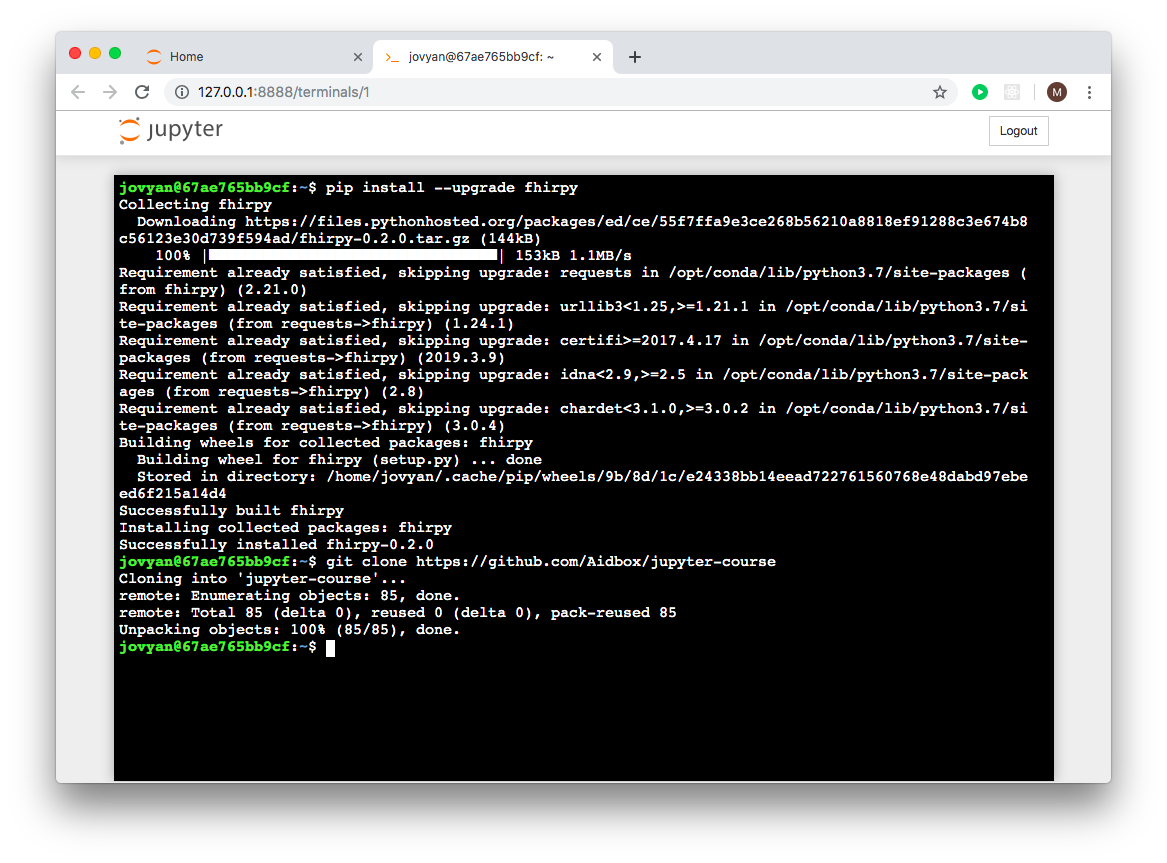 Home
jovyan@67ae765bb9cf: ~
127.0.0.1:8888/terminals/1
M
jupyter
Logout
jovyan@67ae765bb9cf:~$ pip install --upgrade fhirpy
Collecting fhirpy
  Downloading https://files.pythonhosted.org/packages/ed/ce/55f7ffa9e3ce268b56210a8818ef91288c3e674b8
c56123e30d739f594ad/fhirpy-0.2.0.tar.gz (144kB)
    100% || 153kB 1.1MB/s
Requirement already satisfied, skipping upgrade: requests in /opt/conda/lib/python3.7/site-packages (
from fhirpy) (2.21.0)
Requirement already satisfied, skipping upgrade: urllib3<1.25,>=1.21.1 in /opt/conda/lib/python3.7/si
te-packages (from requests->fhirpy) (1.24.1)
Requirement already satisfied, skipping upgrade: certifi>=2017.4.17 in /opt/conda/lib/python3.7/site-
packages (from requests->fhirpy) (2019.3.9)
Requirement already satisfied, skipping upgrade: idna<2.9,>=2.5 in /opt/conda/lib/python3.7/site-pack
ages (from requests->fhirpy) (2.8)
Requirement already satisfied, skipping upgrade: chardet<3.1.0,>=3.0.2 in /opt/conda/lib/python3.7/si
te-packages (from requests->fhirpy) (3.0.4)
Building wheels for collected packages: fhirpy
  Building wheel for fhirpy (setup.py) ... done
  Stored in directory: /home/jovyan/.cache/pip/wheels/9b/8d/1c/e24338bb14eead722761560768e48dabd97ebe
ed6f215a14d4
Successfully built fhirpy
Installing collected packages: fhirpy
Successfully installed fhirpy-0.2.0
jovyan@67ae765bb9cf:~$ git clone https://github.com/Aidbox/jupyter-course
Cloning into 'jupyter-course'...
remote: Enumerating objects: 85, done.
remote: Total 85 (delta 0), reused 0 (delta 0), pack-reused 85
Unpacking objects: 100% (85/85), done.
jovyan@67ae765bb9cf:~$